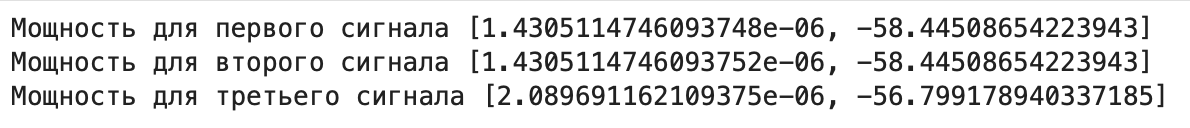 Мощность для первого сигнала [1.4305114746093748e-06, -58.44508654223943]
Мощность для второго сигнала [1.4305114746093752e-06, -58.44508654223943]
Мощность для третьего сигнала [2.089691162109375e-06, -56.799178940337185]